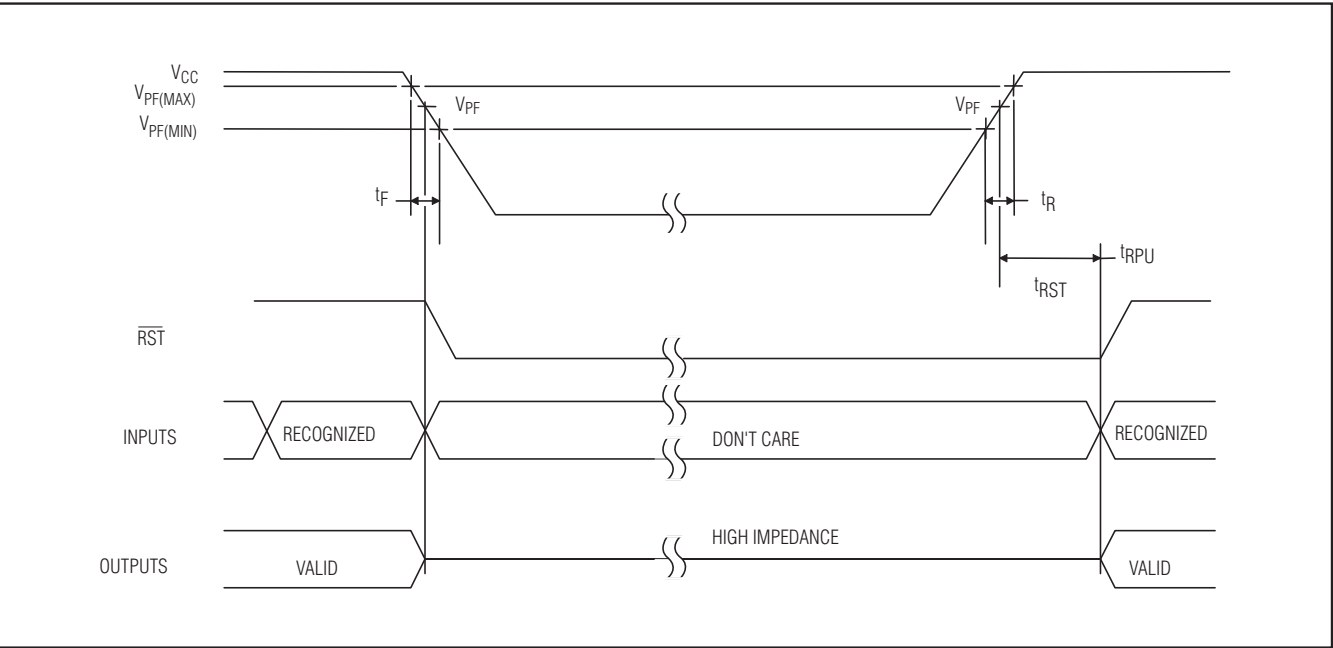 VCC
VPF(MAX)
VPF
VPF
VPF(MIN)
tF
tR
tRPU
tRST
RST
INPUTS
RECOGNIZED
DON'T CARE
RECOGNIZED
HIGH IMPEDANCE
OUTPUTS
VALID
VALID